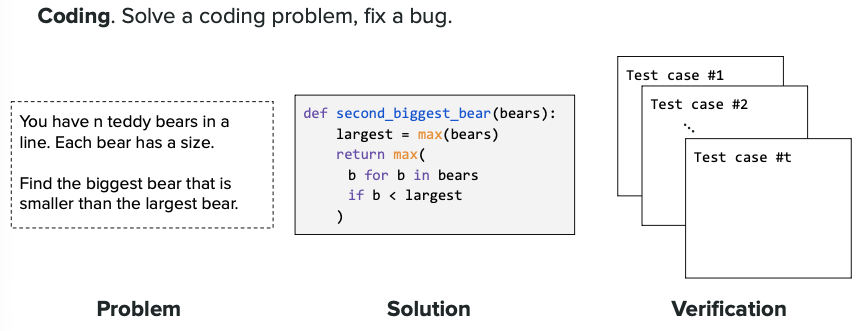 Coding. Solve a coding problem, fix a bug.
You have n teddy bears in a
line. Each bear has a size.
Find the biggest bear that is
smaller than the largest bear.
def second_biggest_bear(bears):
    largest = max(bears)
    return max(
     b for b in bears
     if b < largest
    )
Test case #1
Test case #2
⋱
Test case #t
Problem
Solution
Verification